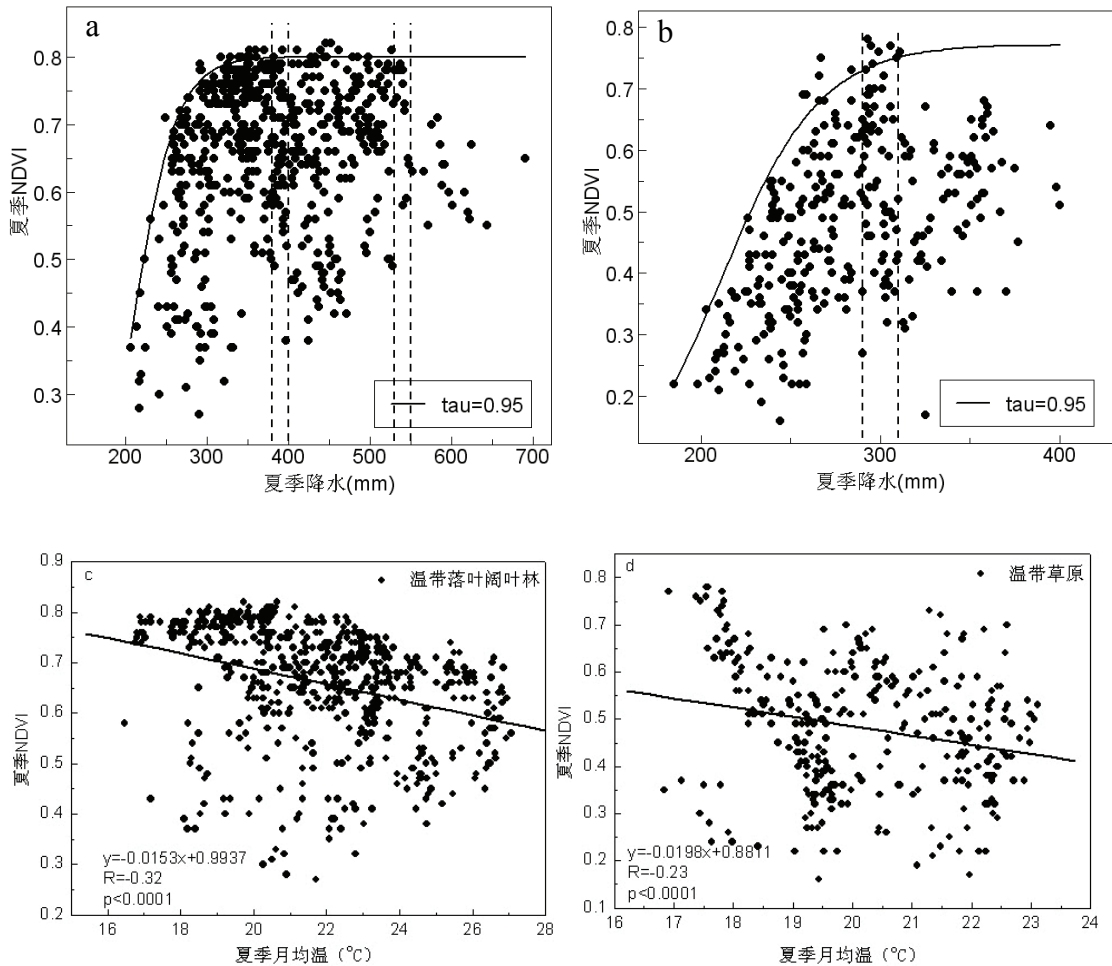 a
0.8
0.7
0.6
0.5
0.4
0.3
夏季NDVI
tau=0.95
200 300 400 500 600 700
夏季降水(mm)
b
0.8
0.7
0.6
0.5
0.4
0.3
0.2
夏季NDVI
tau=0.95
200 300 400
夏季降水(mm)
c
温带落叶阔叶林
0.9
0.8
0.7
0.6
0.5
0.4
0.3
0.2
夏季NDVI
y=-0.0153x+0.9937
R=-0.32
p<0.0001
16 18 20 22 24 26 28
夏季月均温（°C）
d
温带草原
0.8
0.7
0.6
0.5
0.4
0.3
0.2
0.1
夏季NDVI
y=-0.0198x+0.8811
R=-0.23
p<0.0001
16 17 18 19 20 21 22 23 24
夏季月均温（°C）